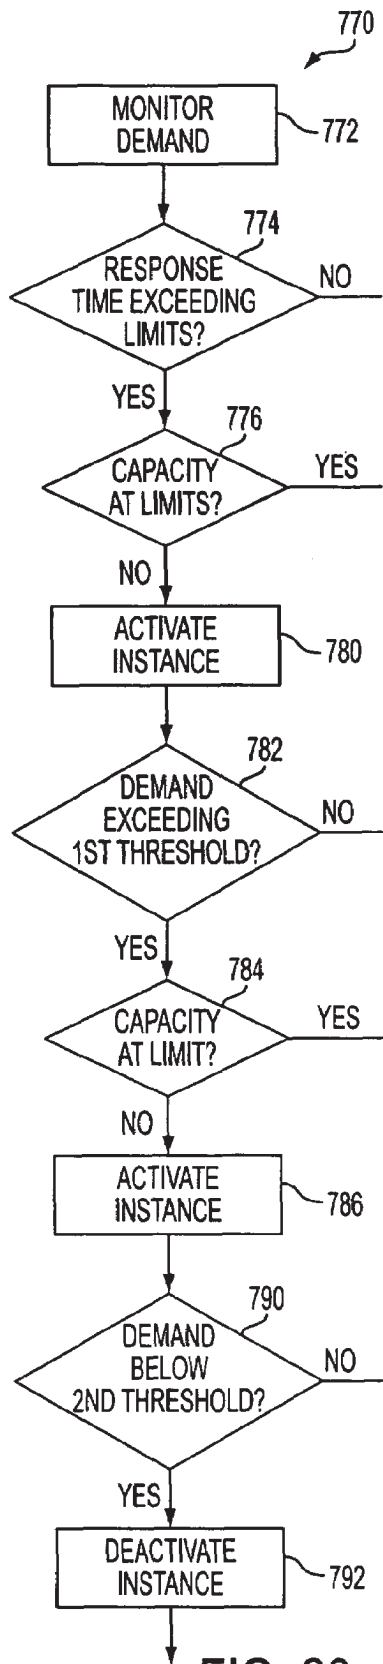 770
MONITOR
DEMAND
772
774
RESPONSE
TIME EXCEEDING
LIMITS?
NO
YES
776
CAPACITY
AT LIMITS?
YES
NO
ACTIVATE
INSTANCE
780
782
DEMAND
EXCEEDING
1ST THRESHOLD?
NO
YES
784
CAPACITY
AT LIMIT?
YES
NO
ACTIVATE
INSTANCE
786
790
DEMAND
BELOW
2ND THRESHOLD?
NO
YES
DEACTIVATE
INSTANCE
792